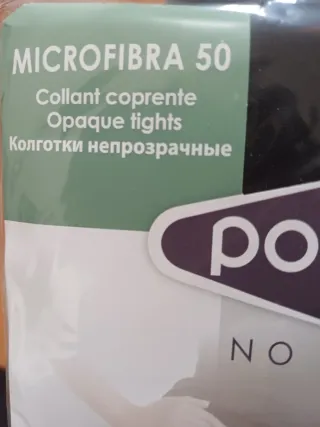 MICROFIBRA 50
Collant coprente
Opaque tights
Колготки непрозрачные
po
NO